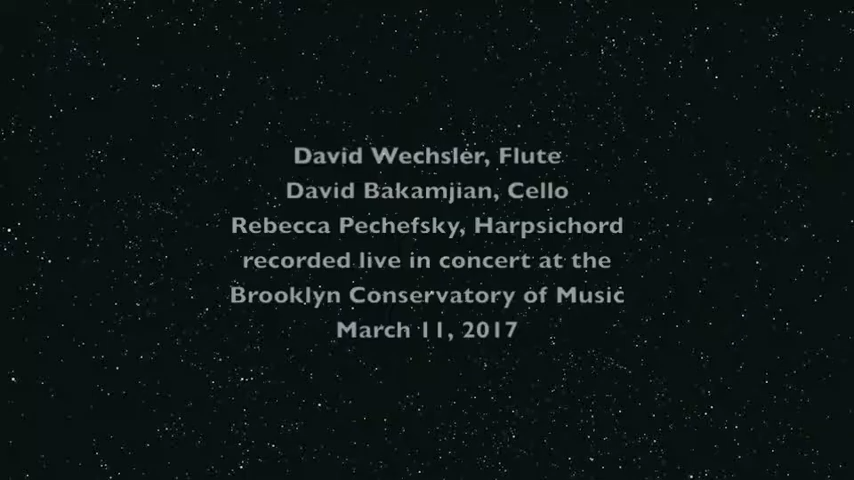 David Wechsler, Flute
David Bakamjian, Cello
Rebecca Pechefsky, Harpsichord
recorded live in concert at the
Brooklyn Conservatory of Music
March 11, 2017